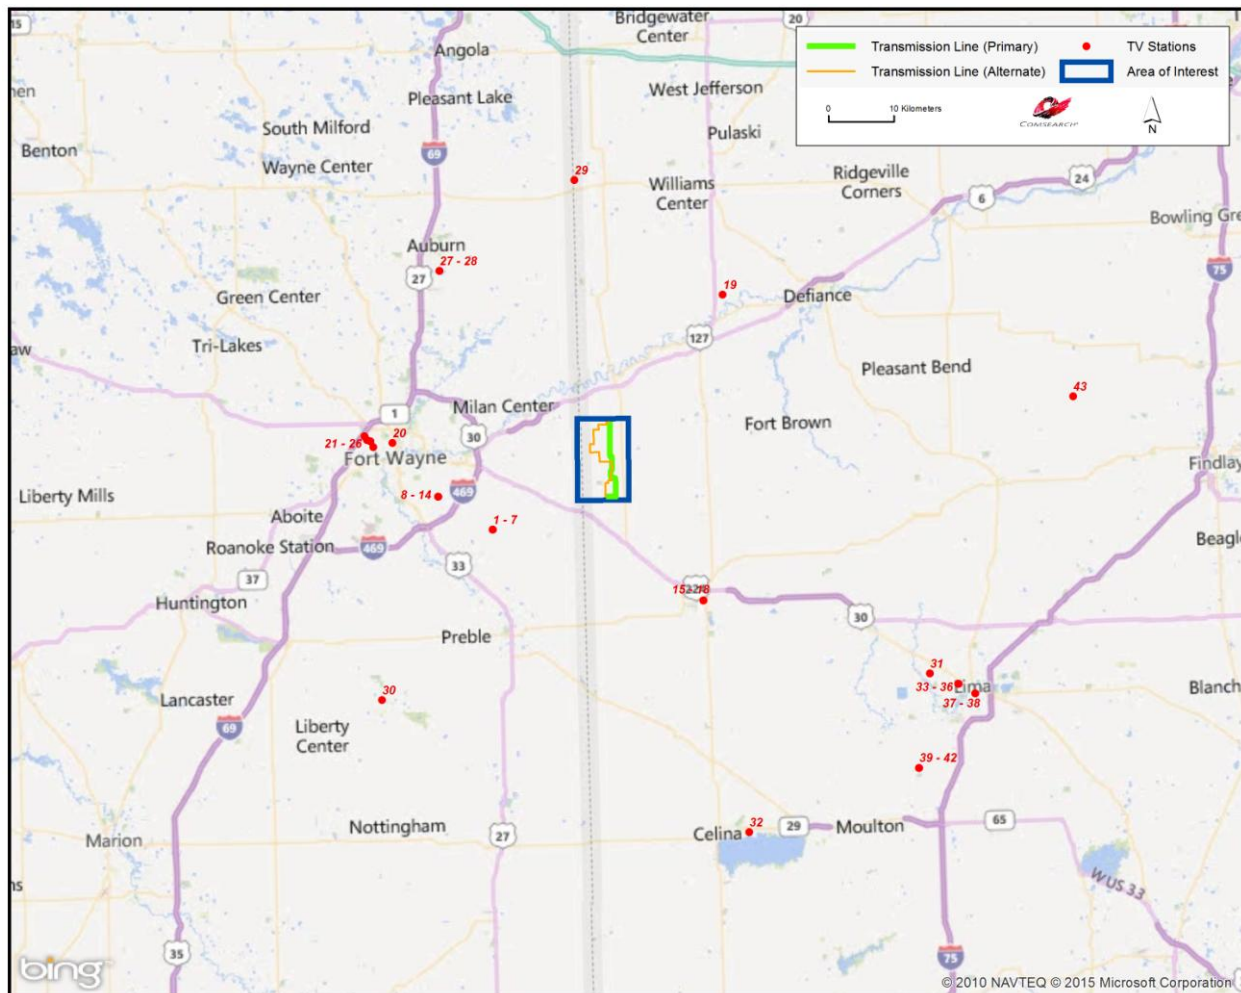 Bridgewater
Center
15
20
Angola
Transmission Line (Primary)
TV Stations
Transmission Line (Alternate)
Area of Interest
0
10 Kilometers
COMSEARCH
N
Pleasant Lake
West Jefferson
South Milford
Pulaski
Benton
69
Wayne Center
29
Williams
Center
Ridgeville
Corners
24
6
Bowling Gre
Auburn
27 - 28
27
75
Green Center
19
Defiance
127
Tri-Lakes
aw
Pleasant Bend
43
Milan Center
1
Fort Brown
30
20
21 - 26
Fort Wayne
Findlay
Liberty Mills
8 - 14
469
Aboite
1 - 7
Roanoke Station
469
Beagl
33
37
15 - 18
Huntington
30
Preble
31
33 - 36
Lima
37 - 38
30
Lancaster
Blanch
69
Liberty
Center
39 - 42
Nottingham
32
27
Celina
29
Moulton
65
Marion
W US 33
ns
35
75
bing
© 2010 NAVTEQ © 2015 Microsoft Corporation